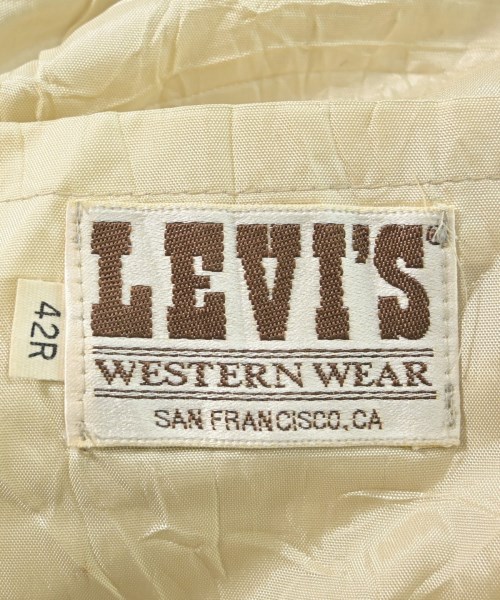 LEVI'S
WESTERN WEAR
SAN FRANCISCO, CA
42R